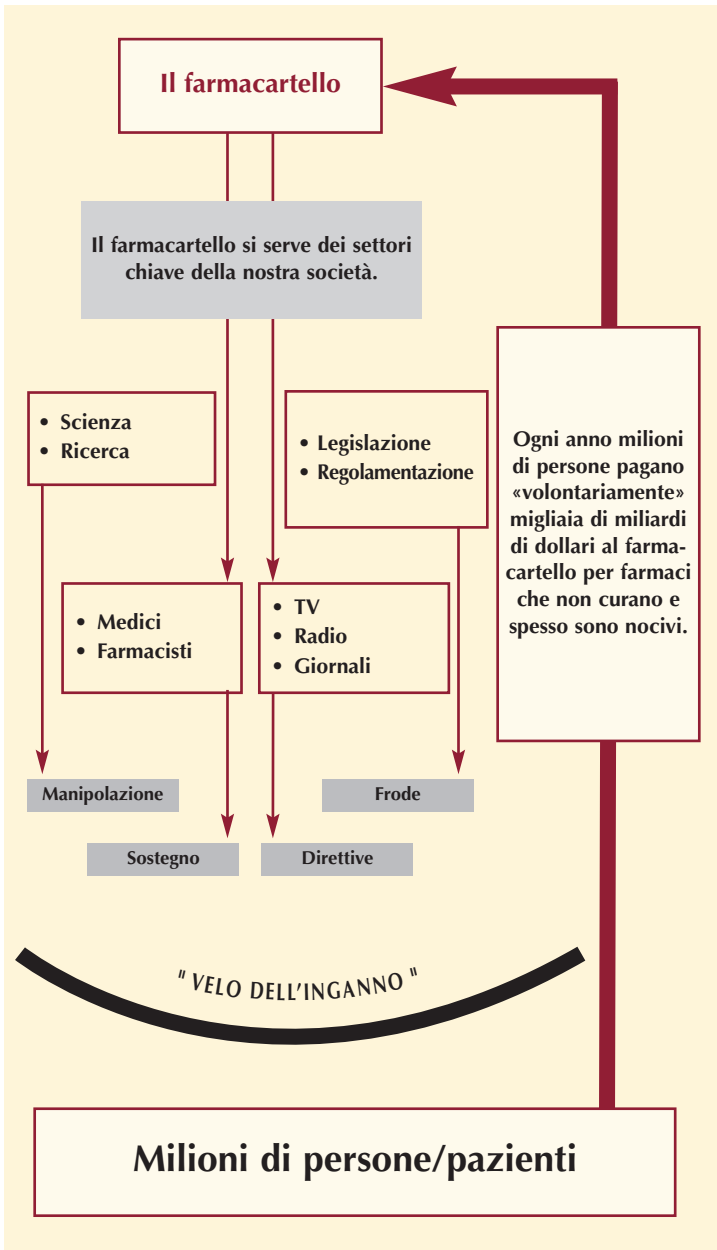 Il farmacartello
Il farmacartello si serve dei settori
chiave della nostra società.
• Scienza
• Ricerca
• Legislazione
• Regolamentazione
• Medici
• Farmacisti
• TV
• Radio
• Giornali
Manipolazione
Frode
Sostegno
Direttive
Ogni anno milioni
di persone pagano
«volontariamente»
migliaia di miliardi
di dollari al farma-
cartello per farmaci
che non curano e
spesso sono nocivi.
" VELO DELL'INGANNO "
Milioni di persone/pazienti